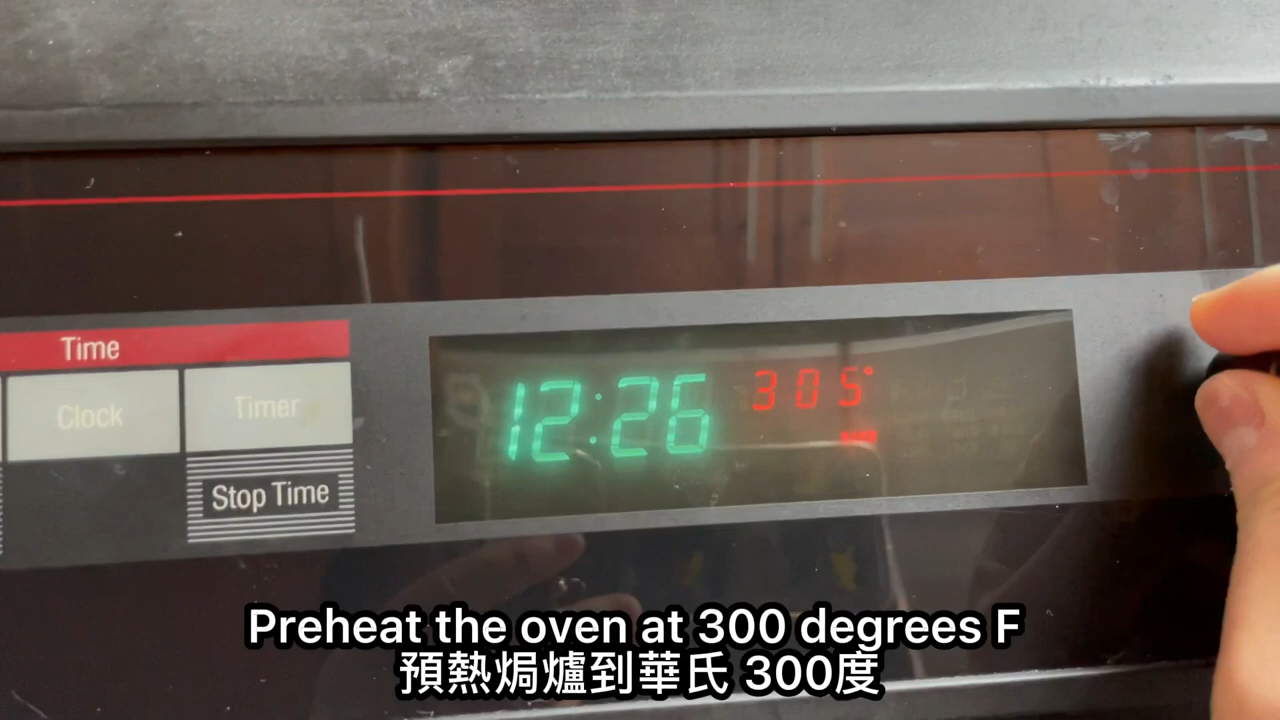 Time
Clock
Timer
Stop Time
12:26
305°
Preheat the oven at 300 degrees F
預熱焗爐到華氏 300度